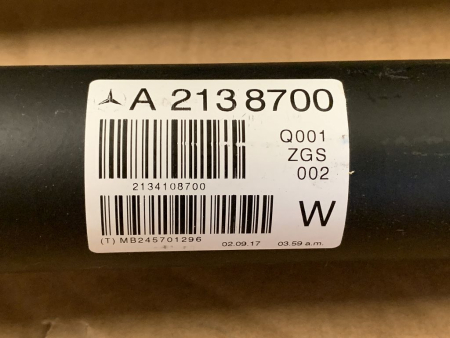 A 213 8700
Q001
ZGS
002
2134108700
W
(T) MB245701296 02.09.17 03.59 a.m.